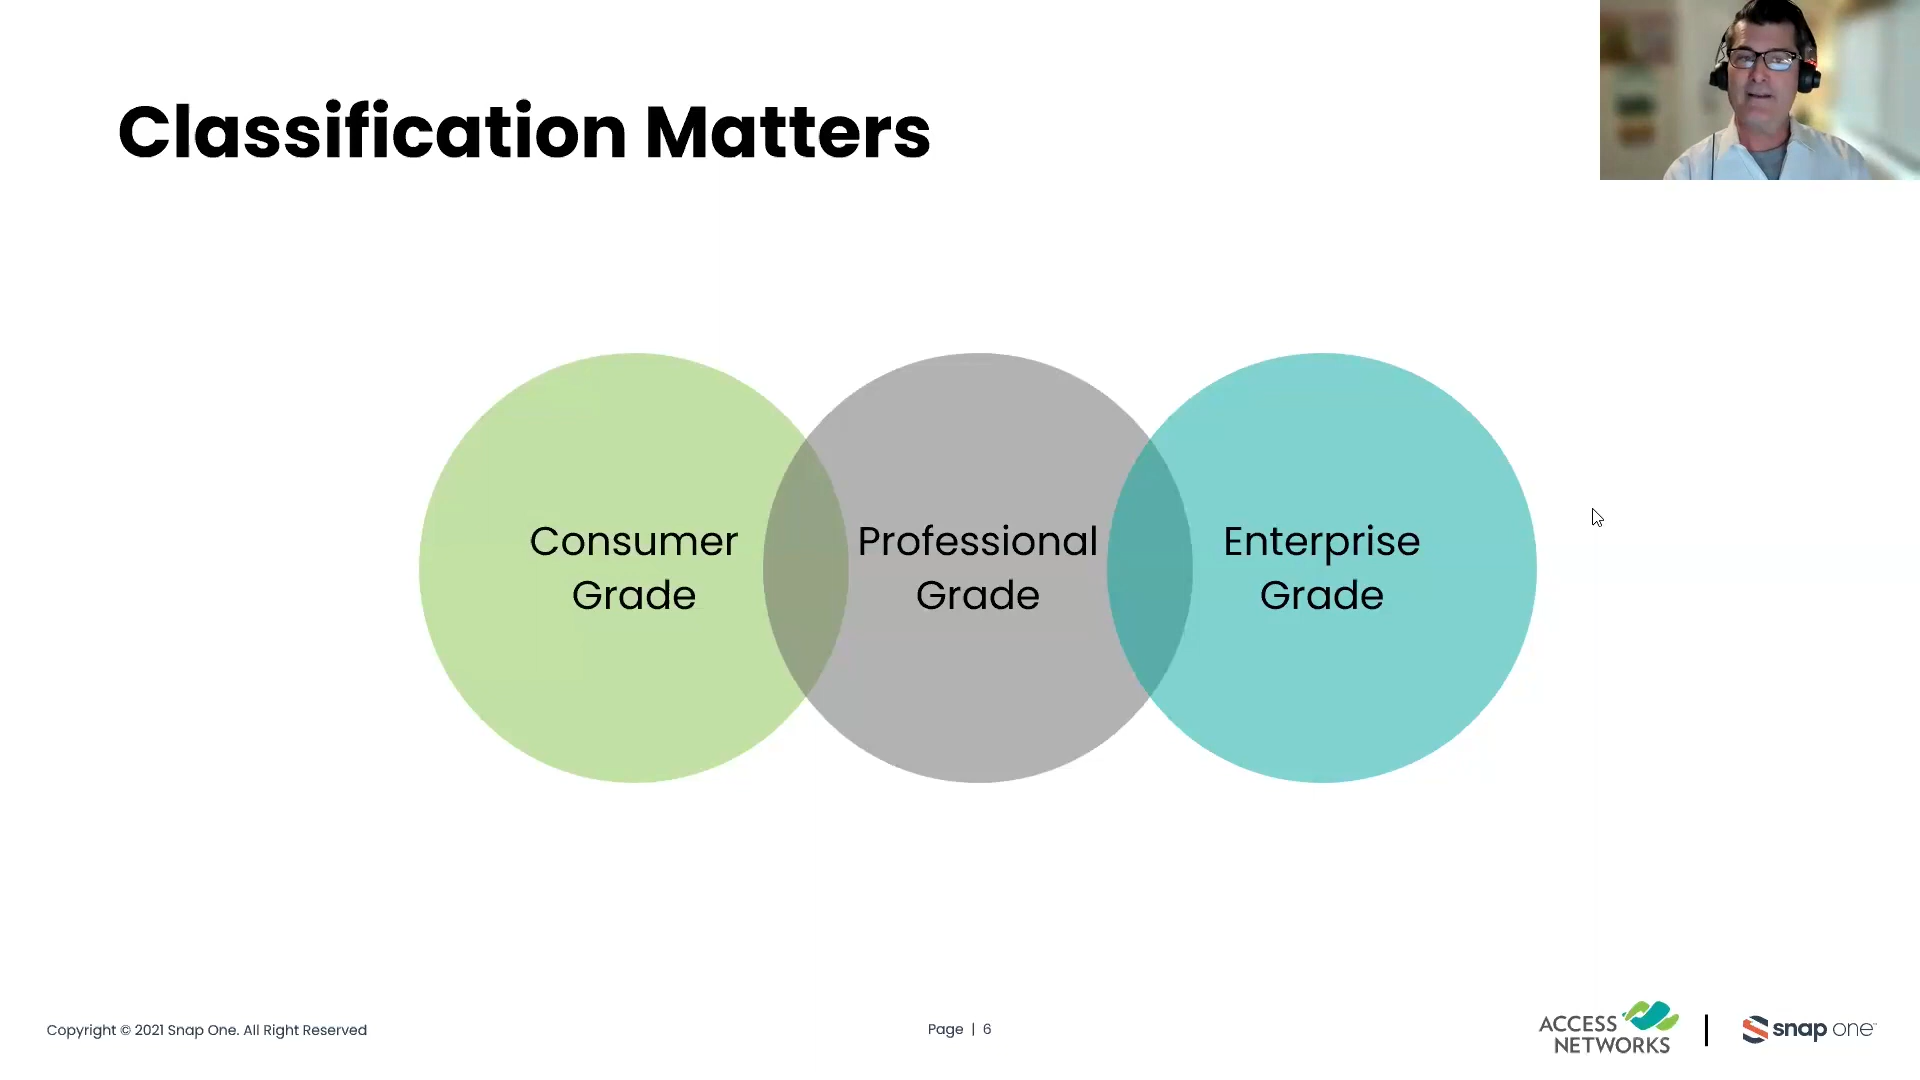 Classification Matters
Consumer
Grade
Professional
Grade
Enterprise
Grade
Copyright © 2021 Snap One. All Right Reserved
Page | 6
ACCESS
NETWORKS
snap one™